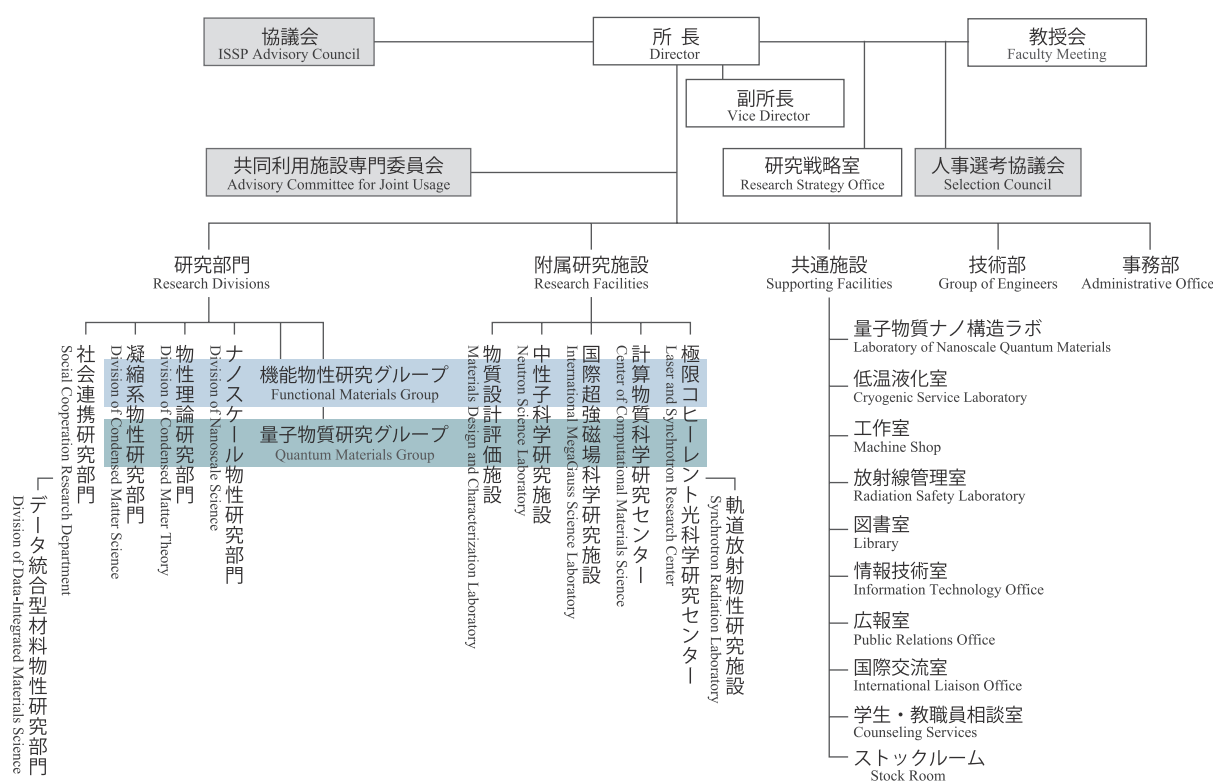 協議会
ISSP Advisory Council
所 長
Director
教授会
Faculty Meeting
副所長
Vice Director
共同利用施設専門委員会
Advisory Committee for Joint Usage
研究戦略室
Research Strategy Office
人事選考協議会
Selection Council
研究部門
Research Divisions
附属研究施設
Research Facilities
共通施設
Supporting Facilities
技術部
Group of Engineers
事務部
Administrative Office
社会連携研究部門
Social Cooperation Research Department
データ統合型材料物性研究部門
Division of Data-Integrated Materials Science
凝縮系物性研究部門
Division of Condensed Matter Science
物性理論研究部門
Division of Condensed Matter Theory
ナノスケール物性研究部門
Division of Nanoscale Science
機能物性研究グループ
Functional Materials Group
量子物質研究グループ
Quantum Materials Group
物質設計評価施設
Materials Design and Characterization Laboratory
中性子科学研究施設
Neutron Science Laboratory
国際超強磁場科学研究施設
International MegaGauss Science Laboratory
計算物質科学研究センター
Center of Computational Materials Science
極限コヒーレント光科学研究センター
Laser and Synchrotron Research Center
軌道放射物性研究施設
Synchrotron Radiation Laboratory
量子物質ナノ構造ラボ
Laboratory of Nanoscale Quantum Materials
低温液化室
Cryogenic Service Laboratory
工作室
Machine Shop
放射線管理室
Radiation Safety Laboratory
図書室
Library
情報技術室
Information Technology Office
広報室
Public Relations Office
国際交流室
International Liaison Office
学生・教職員相談室
Counseling Services
ストックルーム
Stock Room